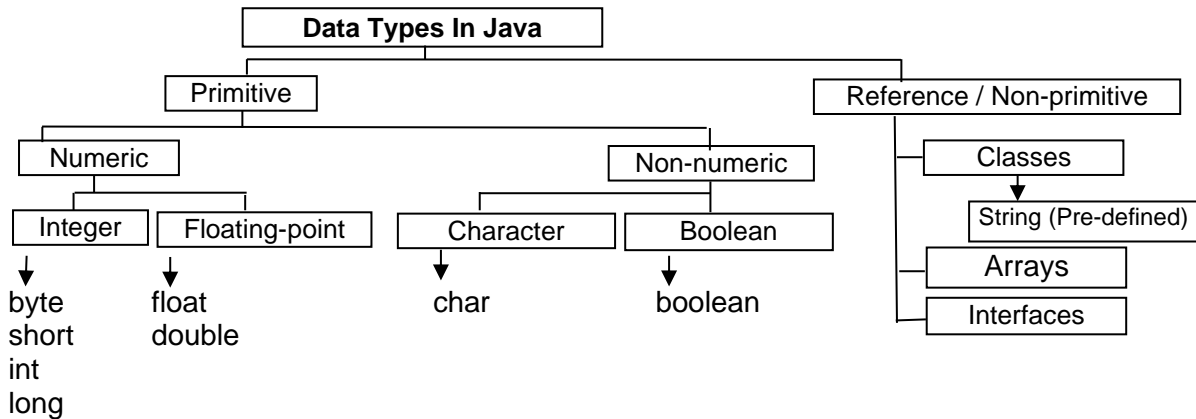 Data Types In Java
Primitive
Reference / Non-primitive
Numeric
Non-numeric
Classes
String (Pre-defined)
Integer
Floating-point
Character
Boolean
Arrays
Interfaces
byte
short
int
long
float
double
char
boolean